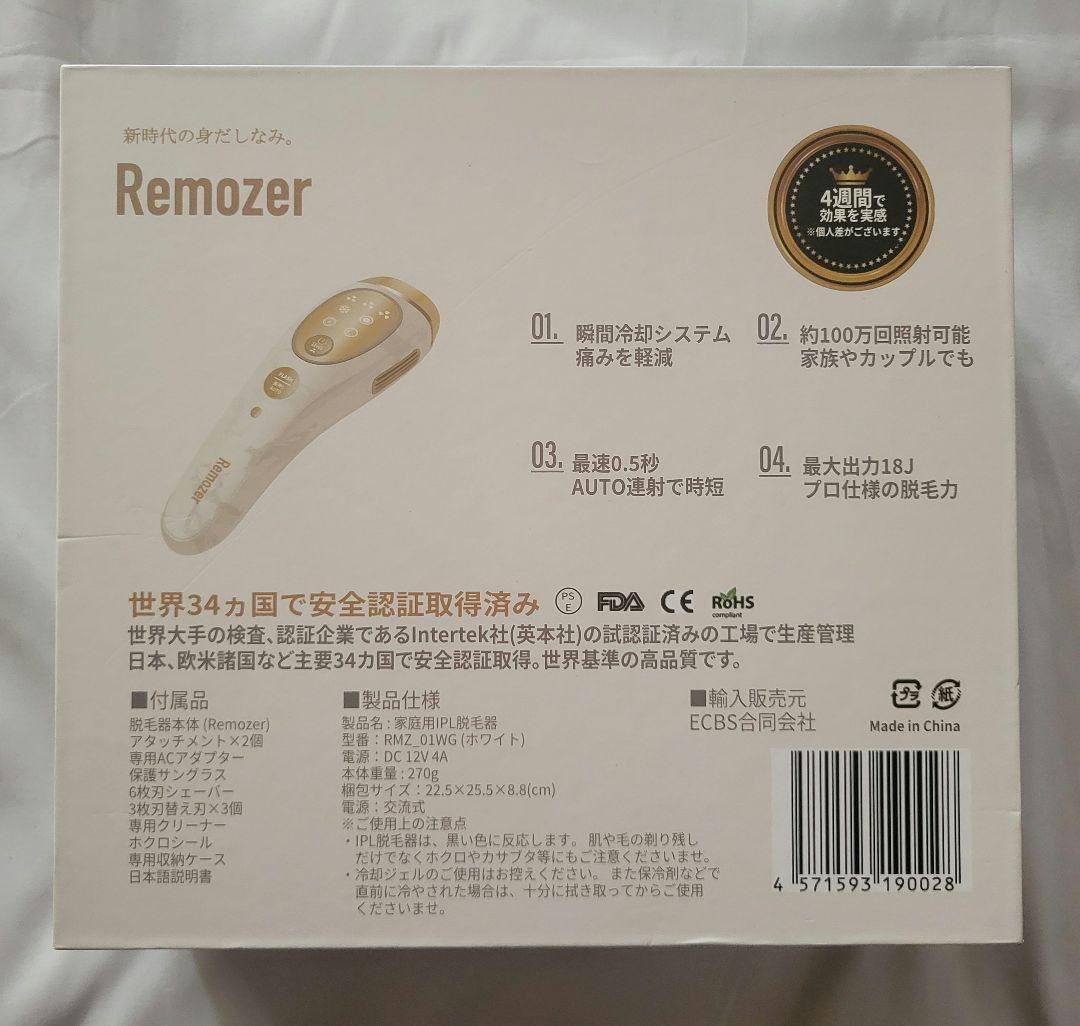 新時代の身だしなみ。
Remozer
4週間で
効果を実感
※個人差がございます
FLASH
AUTO
Remozer
01. 瞬間冷却システム
痛みを軽減
02. 約100万回照射可能
家族やカップルでも
03. 最速0.5秒
AUTO連射で時短
04. 最大出力18J
プロ仕様の脱毛力
世界34ヵ国で安全認証取得済み PSE FDA CE RoHS
compliant
世界大手の検査、認証企業であるIntertek社(英本社)の試認証済みの工場で生産管理
日本、欧米諸国など主要34カ国で安全認証取得。世界基準の高品質です。
■付属品
脱毛器本体 (Remozer)
アタッチメント×2個
専用ACアダプター
保護サングラス
6枚刃シェーバー
3枚刃替え刃×3個
専用クリーナー
ホクロシール
専用収納ケース
日本語説明書
■製品仕様
製品名 : 家庭用IPL脱毛器
型番 : RMZ_01WG (ホワイト)
電源 : DC 12V 4A
本体重量 : 270g
梱包サイズ : 22.5×25.5×8.8(cm)
電源 : 交流式
※ご使用上の注意点
・IPL脱毛器は、黒い色に反応します。 肌や毛の剃り残し
だけでなくホクロやカサブタ等にもご注意くださいませ。
・冷却ジェルのご使用はお控えください。 また保冷剤などで
直前に冷やされた場合は、十分に拭き取ってからご使用
くださいませ。
■輸入販売元
ECBS合同会社
プラ 紙
Made in China
4 571593 190028